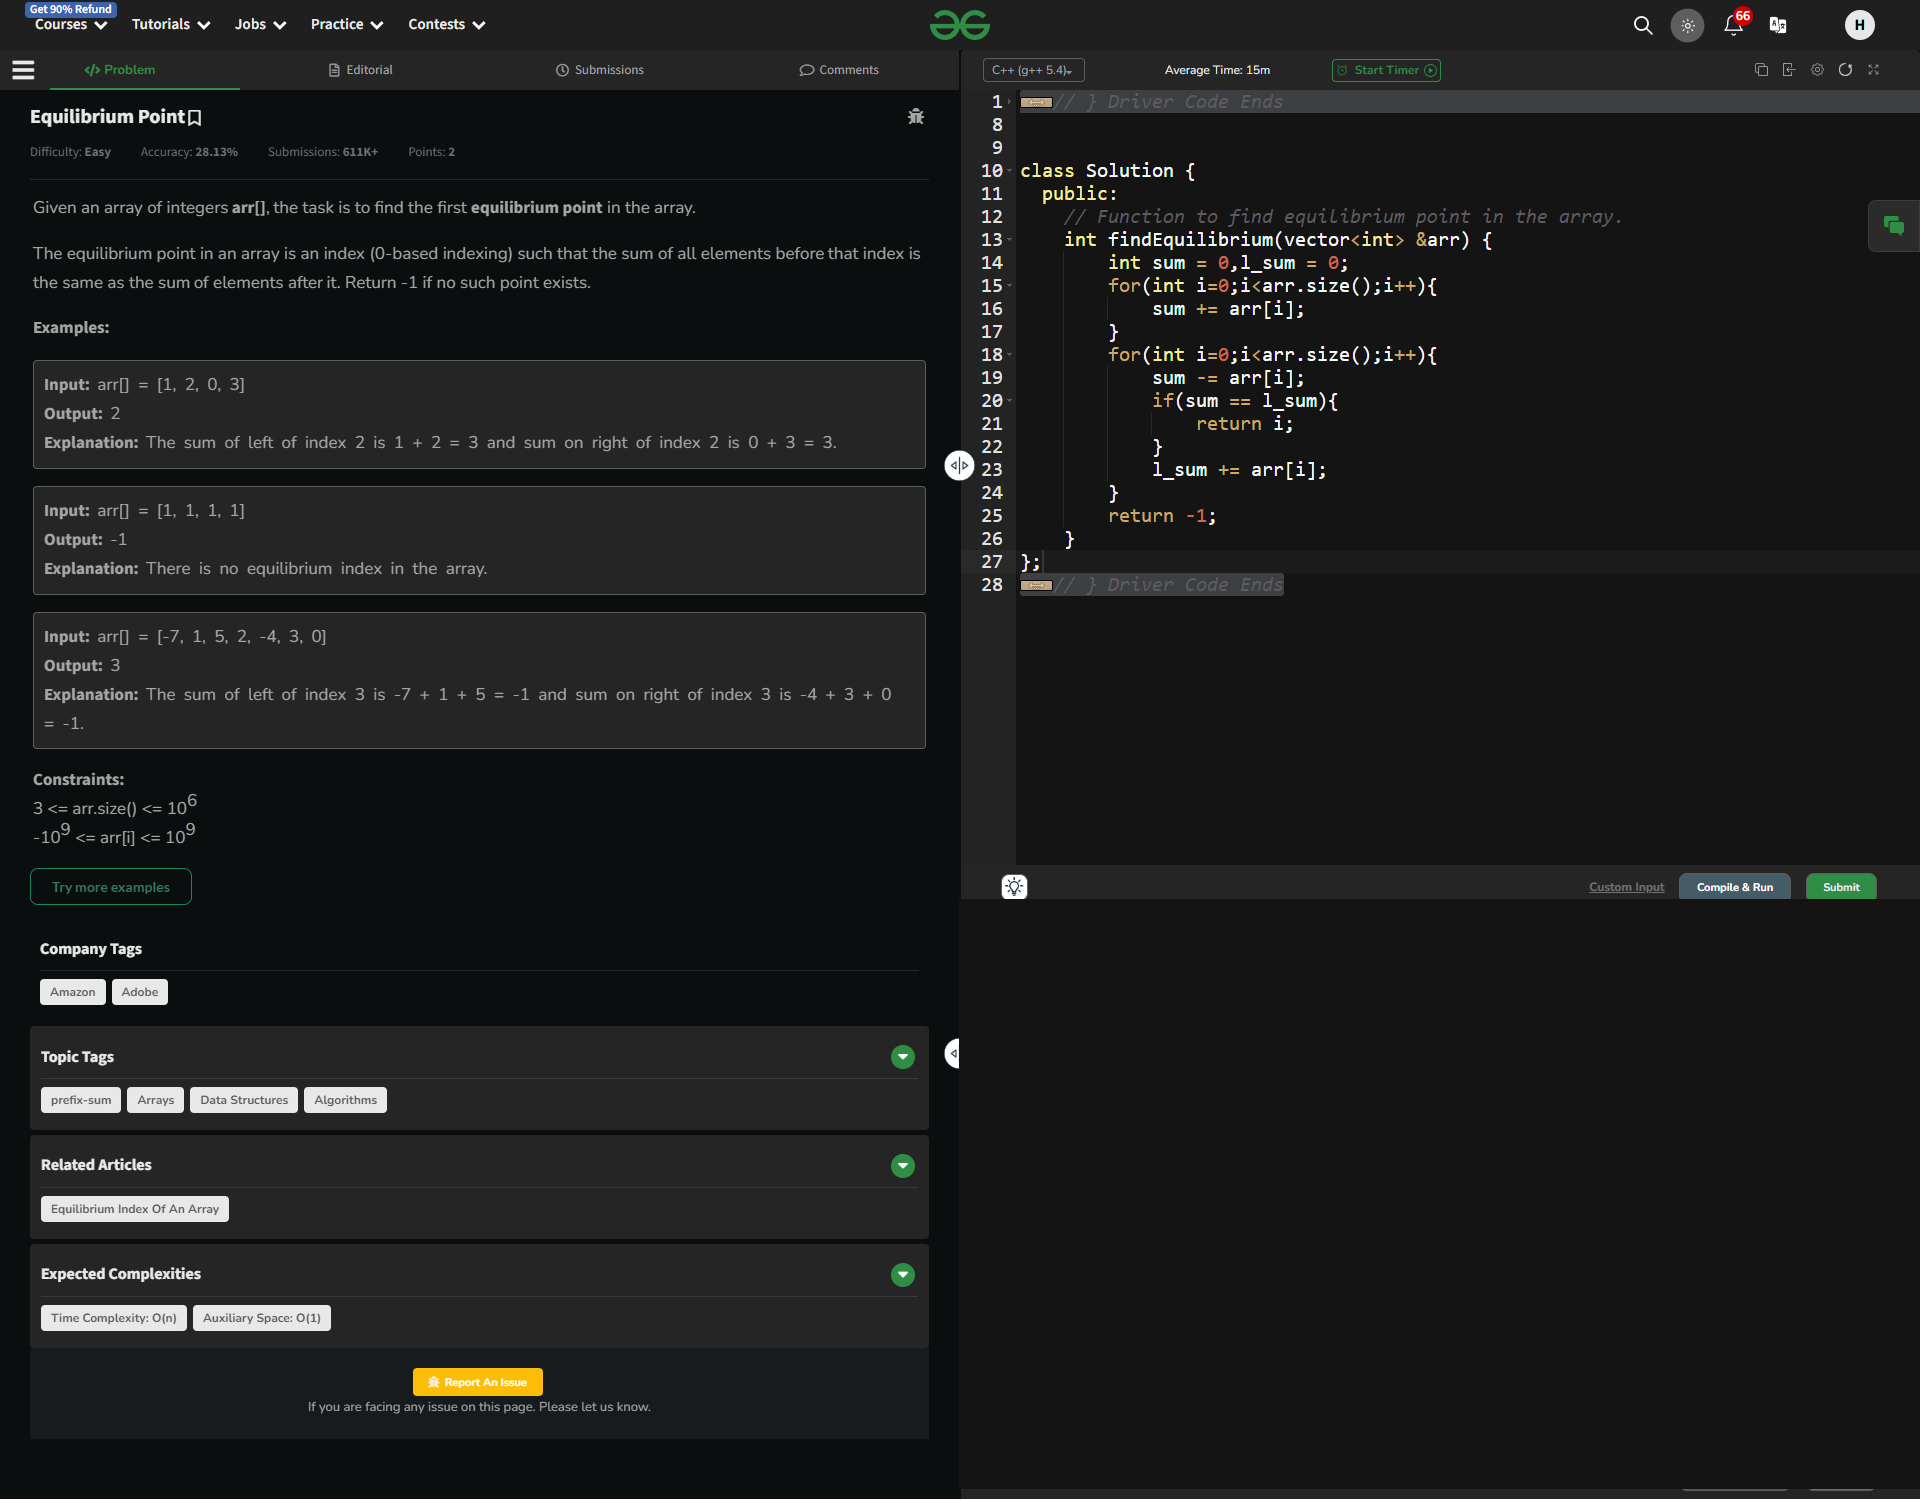 Get 90% Refund
Courses Tutorials Jobs Practice Contests
66
H
Problem Editorial Submissions Comments
Equilibrium Point
Difficulty: Easy Accuracy: 28.13% Submissions: 611K+ Points: 2
Given an array of integers arr[], the task is to find the first equilibrium point in the array.
The equilibrium point in an array is an index (0-based indexing) such that the sum of all elements before that index is
the same as the sum of elements after it. Return -1 if no such point exists.
Examples:
Input: arr[] = [1, 2, 0, 3]
Output: 2
Explanation: The sum of left of index 2 is 1 + 2 = 3 and sum on right of index 2 is 0 + 3 = 3.
Input: arr[] = [1, 1, 1, 1]
Output: -1
Explanation: There is no equilibrium index in the array.
Input: arr[] = [-7, 1, 5, 2, -4, 3, 0]
Output: 3
Explanation: The sum of left of index 3 is -7 + 1 + 5 = -1 and sum on right of index 3 is -4 + 3 + 0
= -1.
Constraints:
3 <= arr.size() <= 10^6
-10^9 <= arr[i] <= 10^9
Try more examples
Company Tags
Amazon Adobe
Topic Tags
prefix-sum Arrays Data Structures Algorithms
Related Articles
Equilibrium Index Of An Array
Expected Complexities
Time Complexity: O(n) Auxiliary Space: O(1)
Report An Issue
If you are facing any issue on this page. Please let us know.
C++ (g++ 5.4) Average Time: 15m Start Timer
1 // } Driver Code Ends
8
9
10 class Solution {
11 public:
12 // Function to find equilibrium point in the array.
13 int findEquilibrium(vector<int> &arr) {
14 int sum = 0,l_sum = 0;
15 for(int i=0;i<arr.size();i++){
16 sum += arr[i];
17 }
18 for(int i=0;i<arr.size();i++){
19 sum -= arr[i];
20 if(sum == l_sum){
21 return i;
22 }
23 l_sum += arr[i];
24 }
25 return -1;
26 }
27 };
28 // } Driver Code Ends
Custom Input Compile & Run Submit